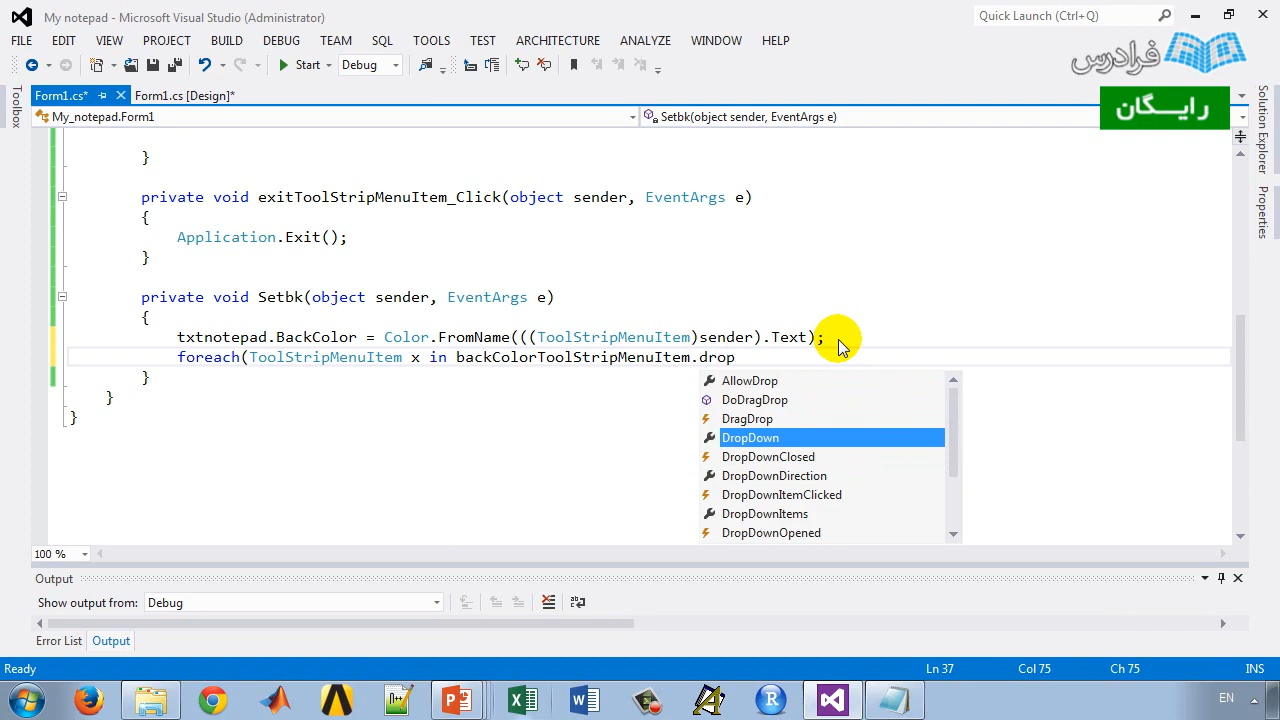 My notepad - Microsoft Visual Studio (Administrator)
Quick Launch (Ctrl+Q)
FILE EDIT VIEW PROJECT BUILD DEBUG TEAM SQL TOOLS TEST ARCHITECTURE ANALYZE WINDOW HELP
فرادرس
Start Debug
Form1.cs* Form1.cs [Design]*
رایگان
My_notepad.Form1
Setbk(object sender, EventArgs e)
Toolbox
Solution Explorer
Properties
}
private void exitToolStripMenuItem_Click(object sender, EventArgs e)
{
Application.Exit();
}
private void Setbk(object sender, EventArgs e)
{
txtnotepad.BackColor = Color.FromName(((ToolStripMenuItem)sender).Text);
foreach(ToolStripMenuItem x in backColorToolStripMenuItem.drop
}
}
}
AllowDrop
DoDragDrop
DragDrop
DropDown
DropDownClosed
DropDownDirection
DropDownItemClicked
DropDownItems
DropDownOpened
100 %
Output
Show output from: Debug
Error List Output
Ready Ln 37 Col 75 Ch 75 INS
EN